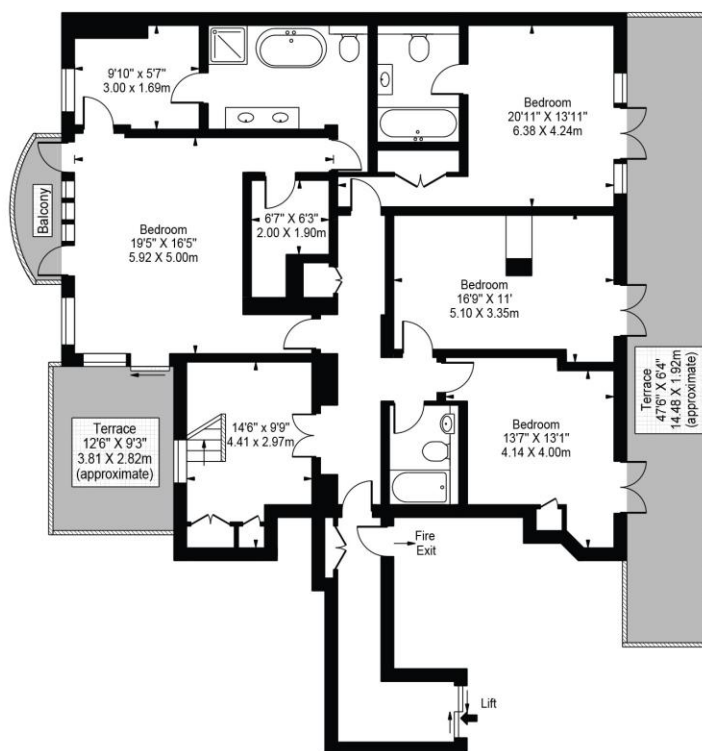 9'10" x 5'7"
3.00 x 1.69m
Bedroom
20'11" X 13'11"
6.38 X 4.24m
Balcony
Bedroom
19'5" X 16'5"
5.92 X 5.00m
6'7" X 6'3"
2.00 X 1.90m
Bedroom
16'9" X 11'
5.10 X 3.35m
Terrace
47'6" X 6'4"
14.48 X 1.92m
(approximate)
Terrace
12'6" X 9'3"
3.81 X 2.82m
(approximate)
14'6" x 9'9"
4.41 x 2.97m
Bedroom
13'7" X 13'1"
4.14 X 4.00m
Fire
Exit
Lift